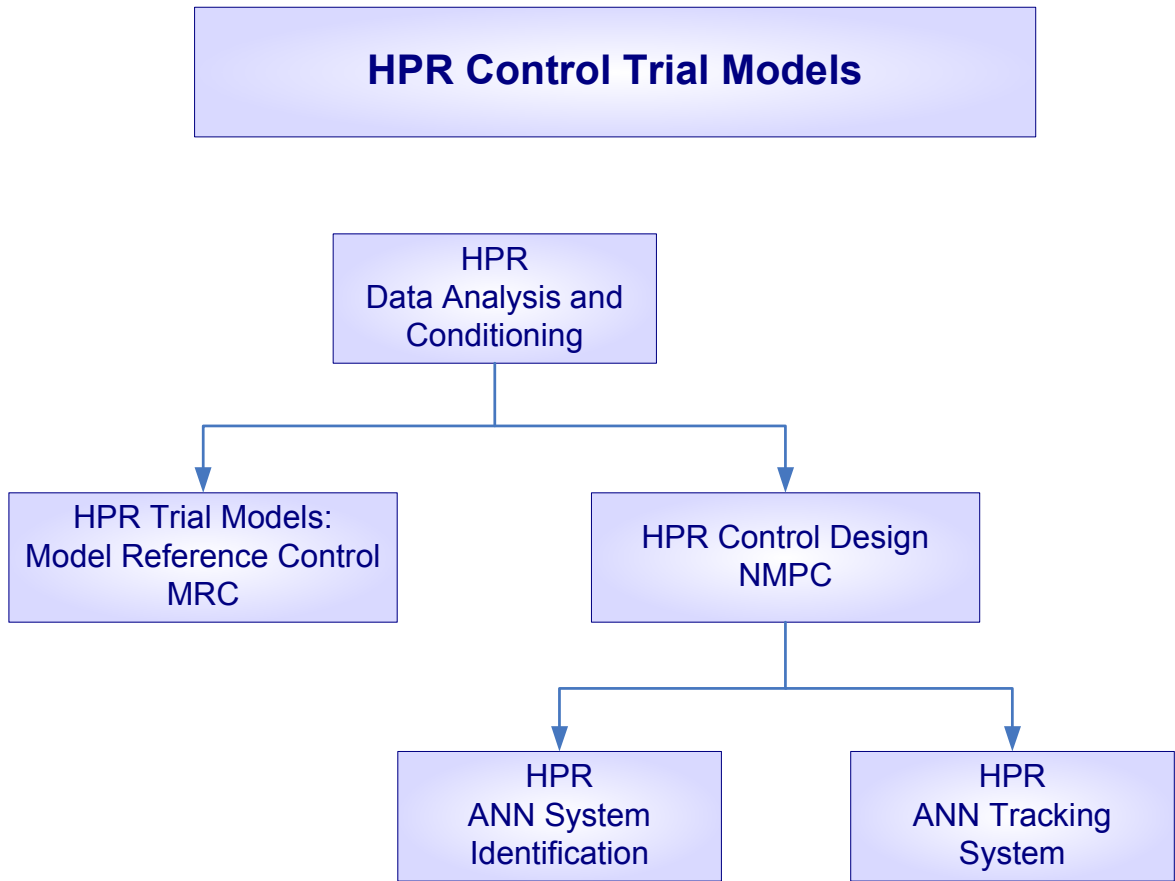 HPR Control Trial Models
HPR
Data Analysis and
Conditioning
HPR Trial Models:
Model Reference Control
MRC
HPR Control Design
NMPC
HPR
ANN System
Identification
HPR
ANN Tracking
System